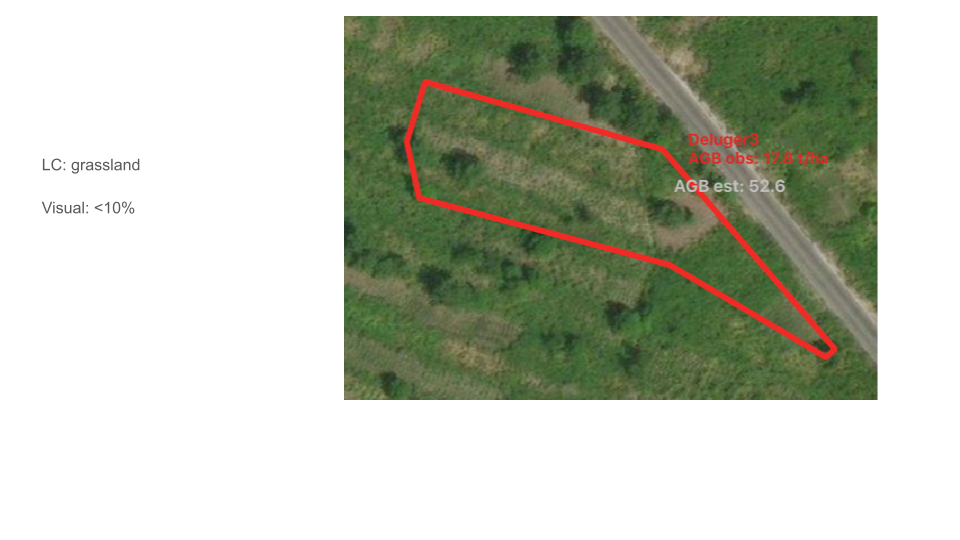 LC: grassland
Visual: <10%
Deluger3
AGB obs: 17.8 t/ha
AGB est: 52.6